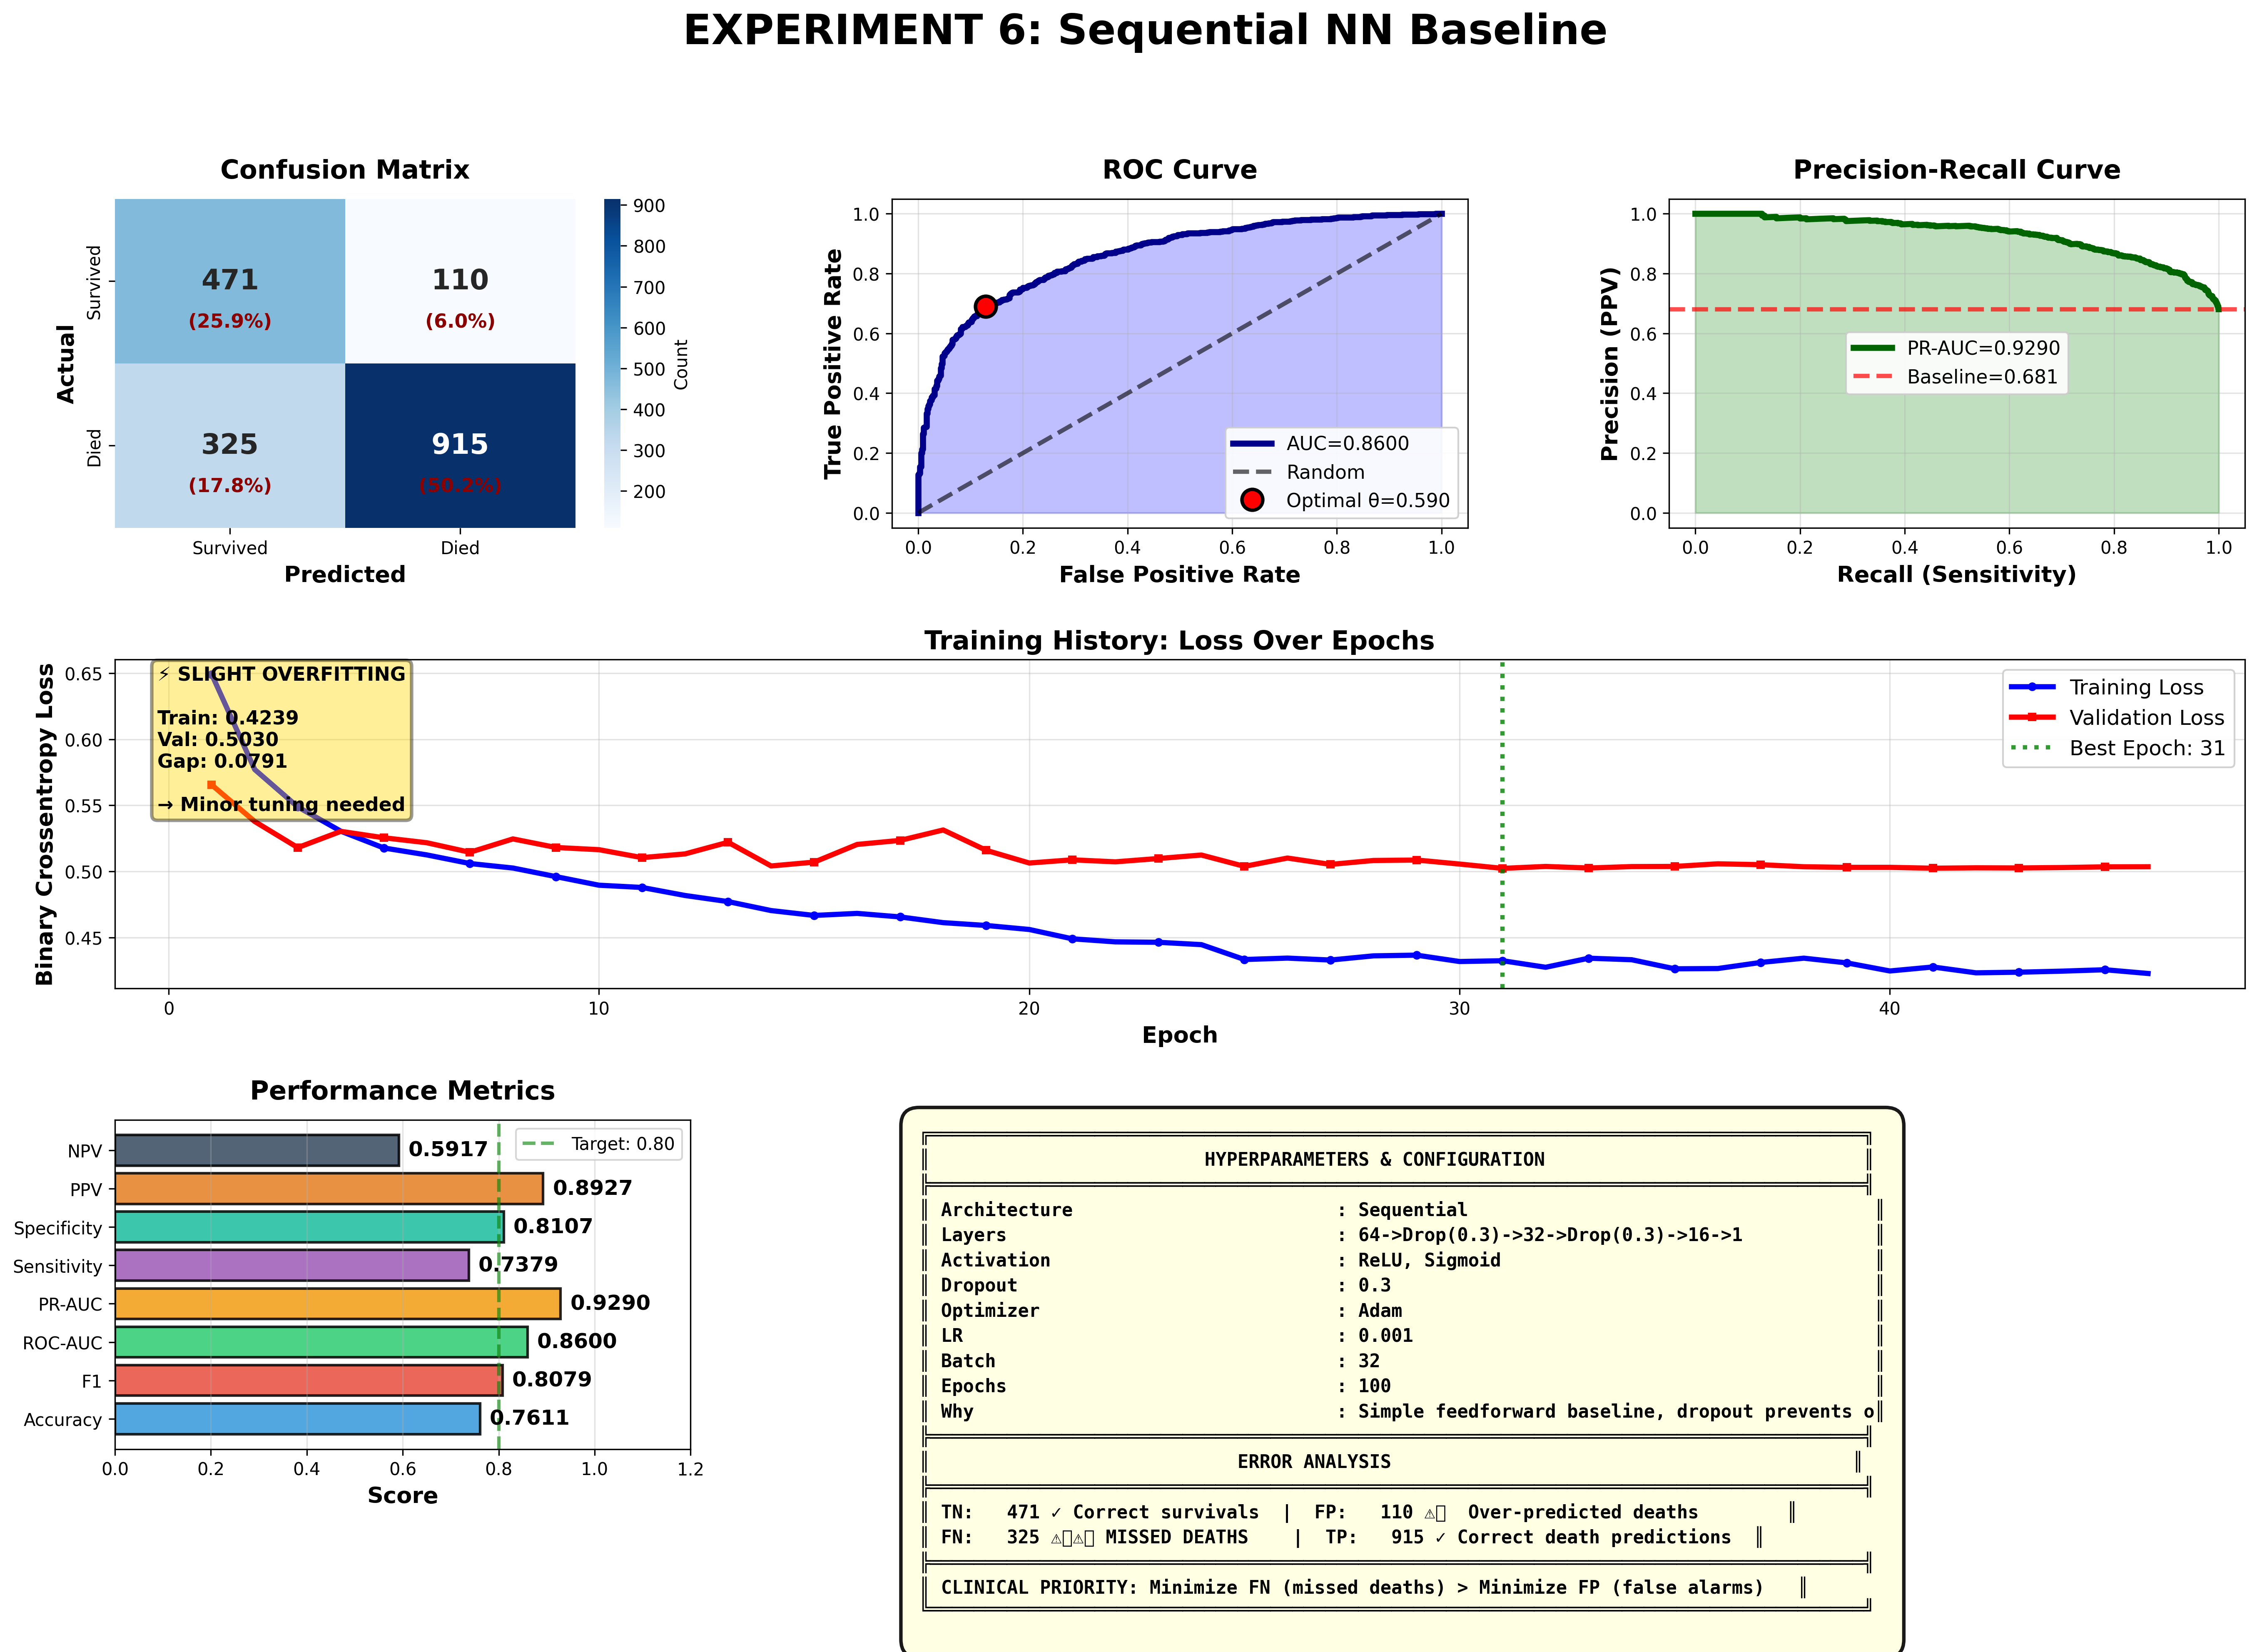 EXPERIMENT 6: Sequential NN Baseline
Confusion Matrix
Actual
Survived
Died
471
(25.9%)
110
(6.0%)
325
(17.8%)
915
(50.2%)
Survived
Died
Predicted
900
800
700
600
500
400
300
200
Count
ROC Curve
True Positive Rate
1.0
0.8
0.6
0.4
0.2
0.0
AUC=0.8600
Random
Optimal θ=0.590
0.0 0.2 0.4 0.6 0.8 1.0
False Positive Rate
Precision-Recall Curve
Precision (PPV)
1.0
0.8
0.6
0.4
0.2
0.0
PR-AUC=0.9290
Baseline=0.681
0.0 0.2 0.4 0.6 0.8 1.0
Recall (Sensitivity)
Training History: Loss Over Epochs
Binary Crossentropy Loss
0.65
0.60
0.55
0.50
0.45
⚡ SLIGHT OVERFITTING
Train: 0.4239
Val: 0.5030
Gap: 0.0791
→ Minor tuning needed
Training Loss
Validation Loss
Best Epoch: 31
0 10 20 30 40
Epoch
Performance Metrics
NPV 0.5917
PPV 0.8927
Specificity 0.8107
Sensitivity 0.7379
PR-AUC 0.9290
ROC-AUC 0.8600
F1 0.8079
Accuracy 0.7611
Target: 0.80
0.0 0.2 0.4 0.6 0.8 1.0 1.2
Score
HYPERPARAMETERS & CONFIGURATION
Architecture : Sequential
Layers : 64->Drop(0.3)->32->Drop(0.3)->16->1
Activation : ReLU, Sigmoid
Dropout : 0.3
Optimizer : Adam
LR : 0.001
Batch : 32
Epochs : 100
Why : Simple feedforward baseline, dropout prevents o
ERROR ANALYSIS
TN: 471 ✓ Correct survivals | FP: 110 ⚠ Over-predicted deaths
FN: 325 ⚠⚠ MISSED DEATHS | TP: 915 ✓ Correct death predictions
CLINICAL PRIORITY: Minimize FN (missed deaths) > Minimize FP (false alarms)